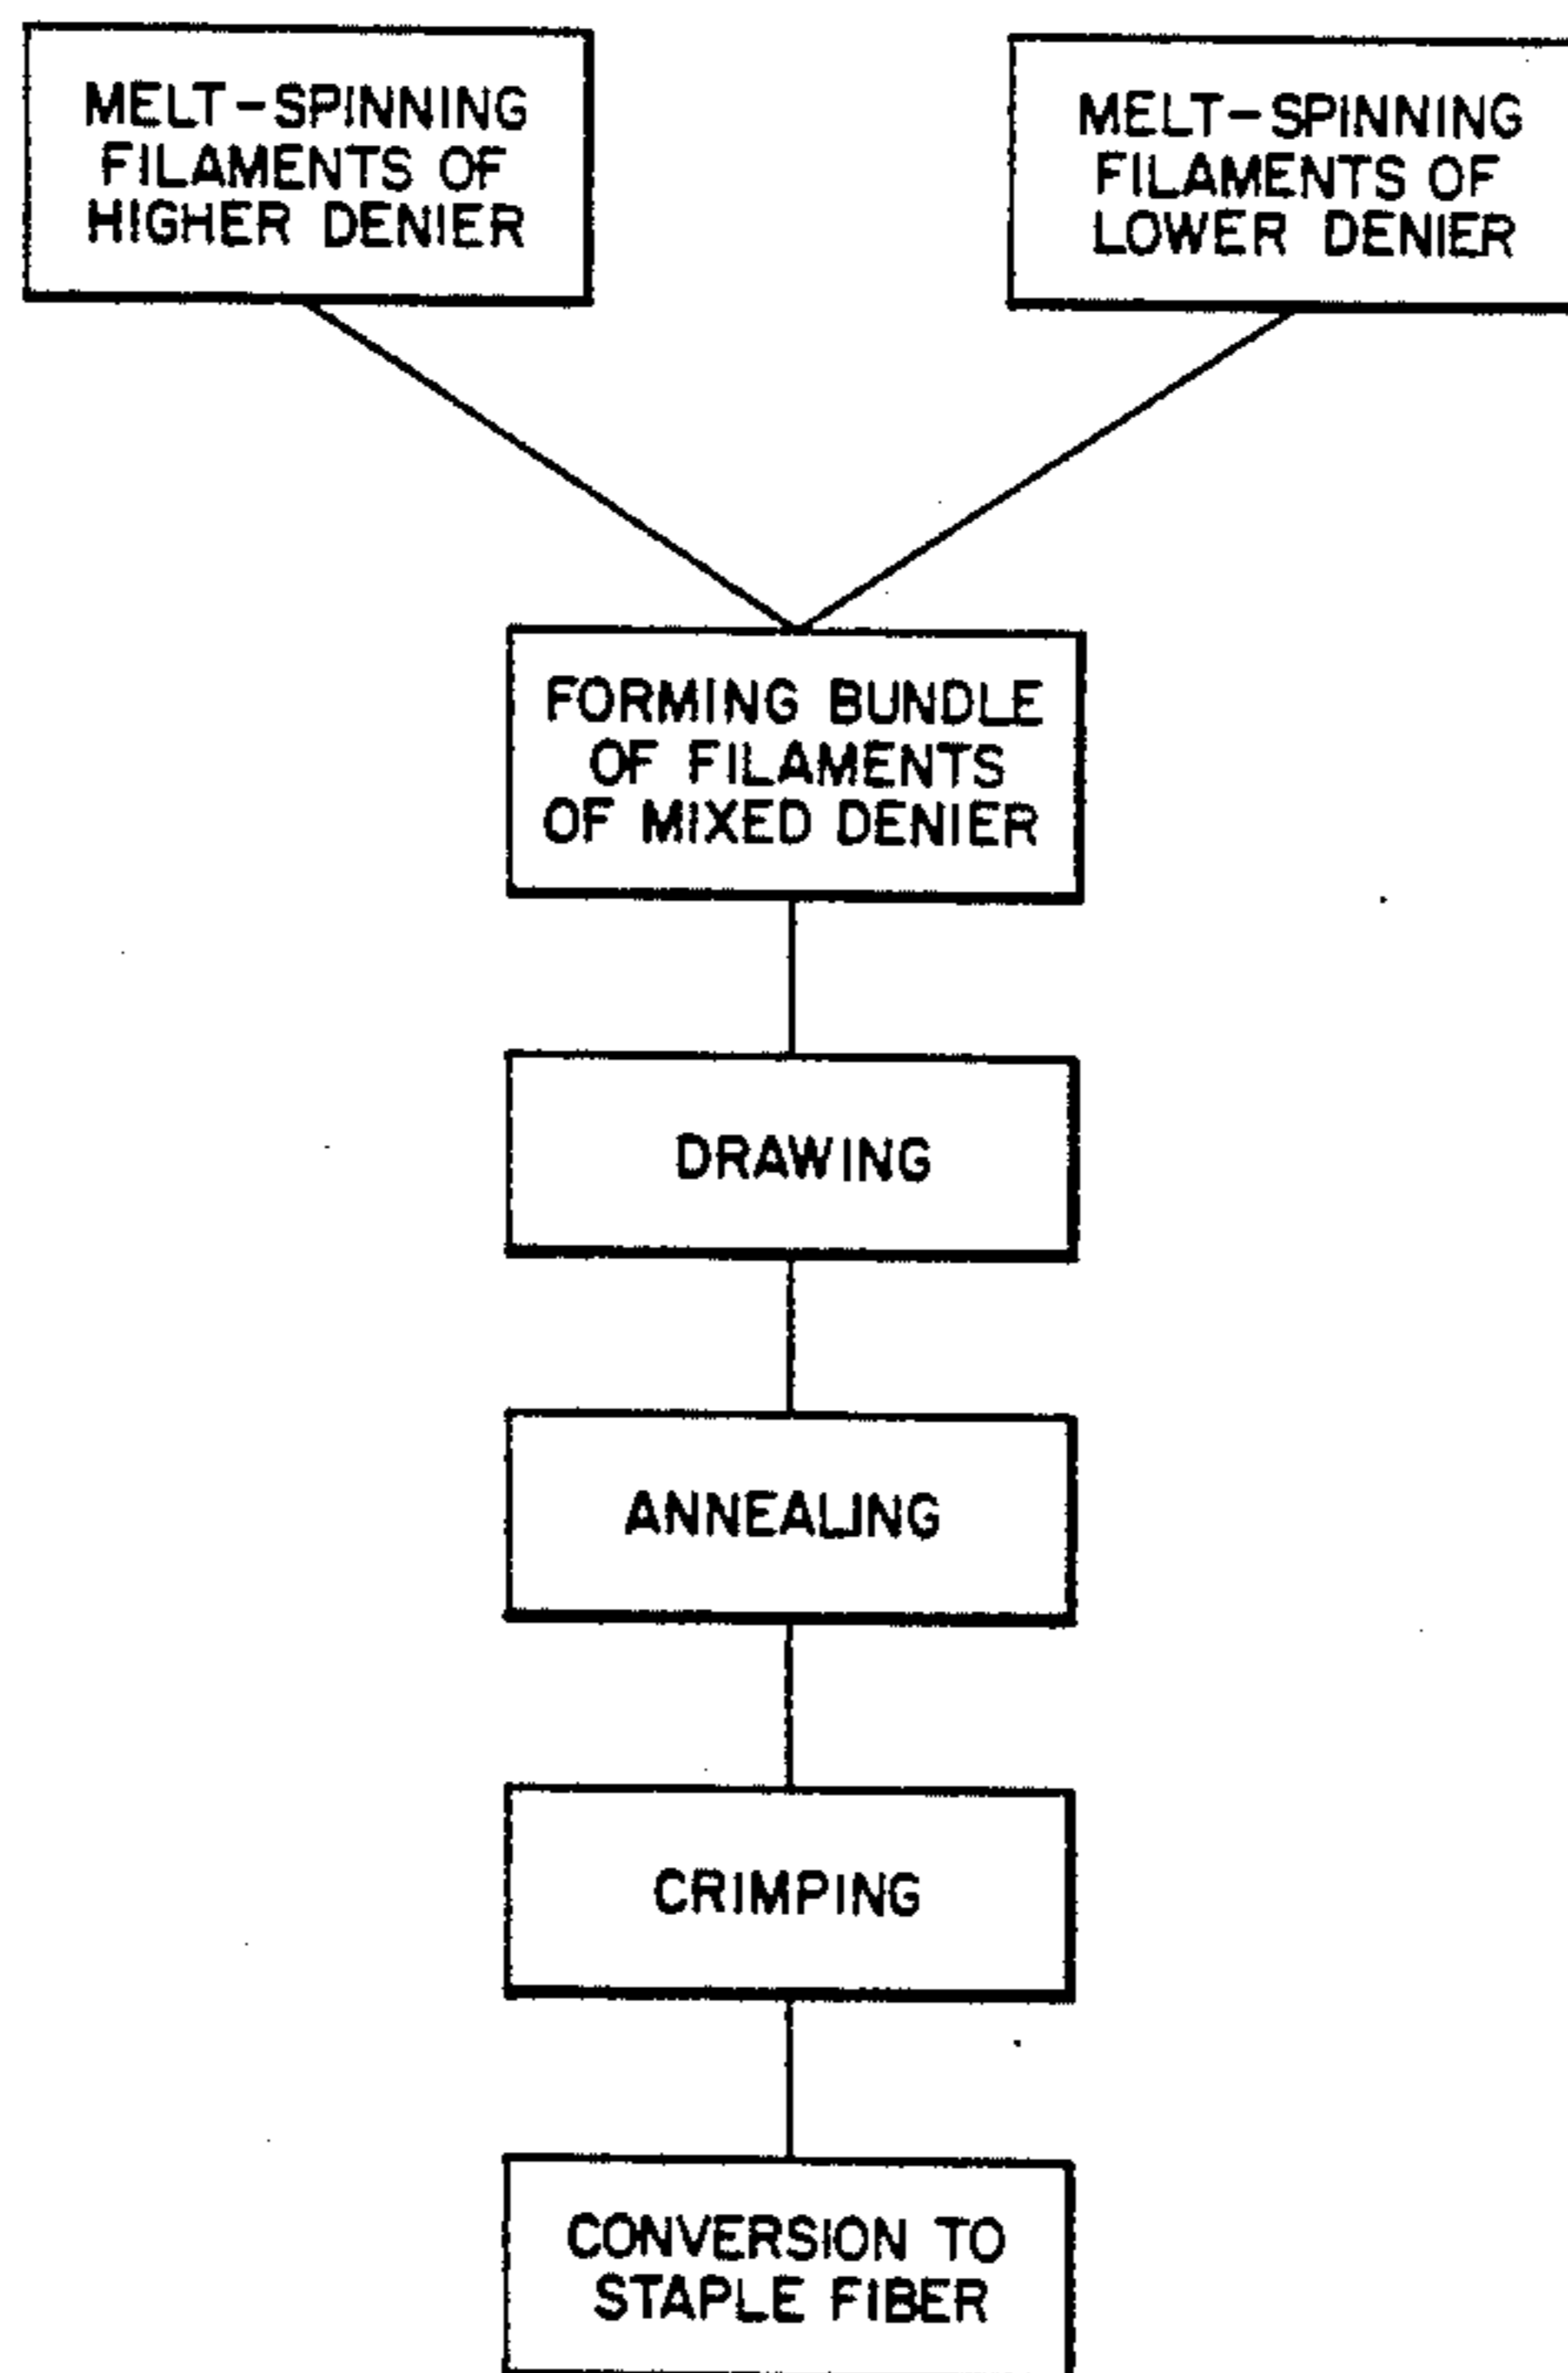 MELT-SPINNING
FILAMENTS OF
HIGHER DENIER
MELT-SPINNING
FILAMENTS OF
LOWER DENIER
FORMING BUNDLE
OF FILAMENTS
OF MIXED DENIER
DRAWING
ANNEALING
CRIMPING
CONVERSION TO
STAPLE FIBER